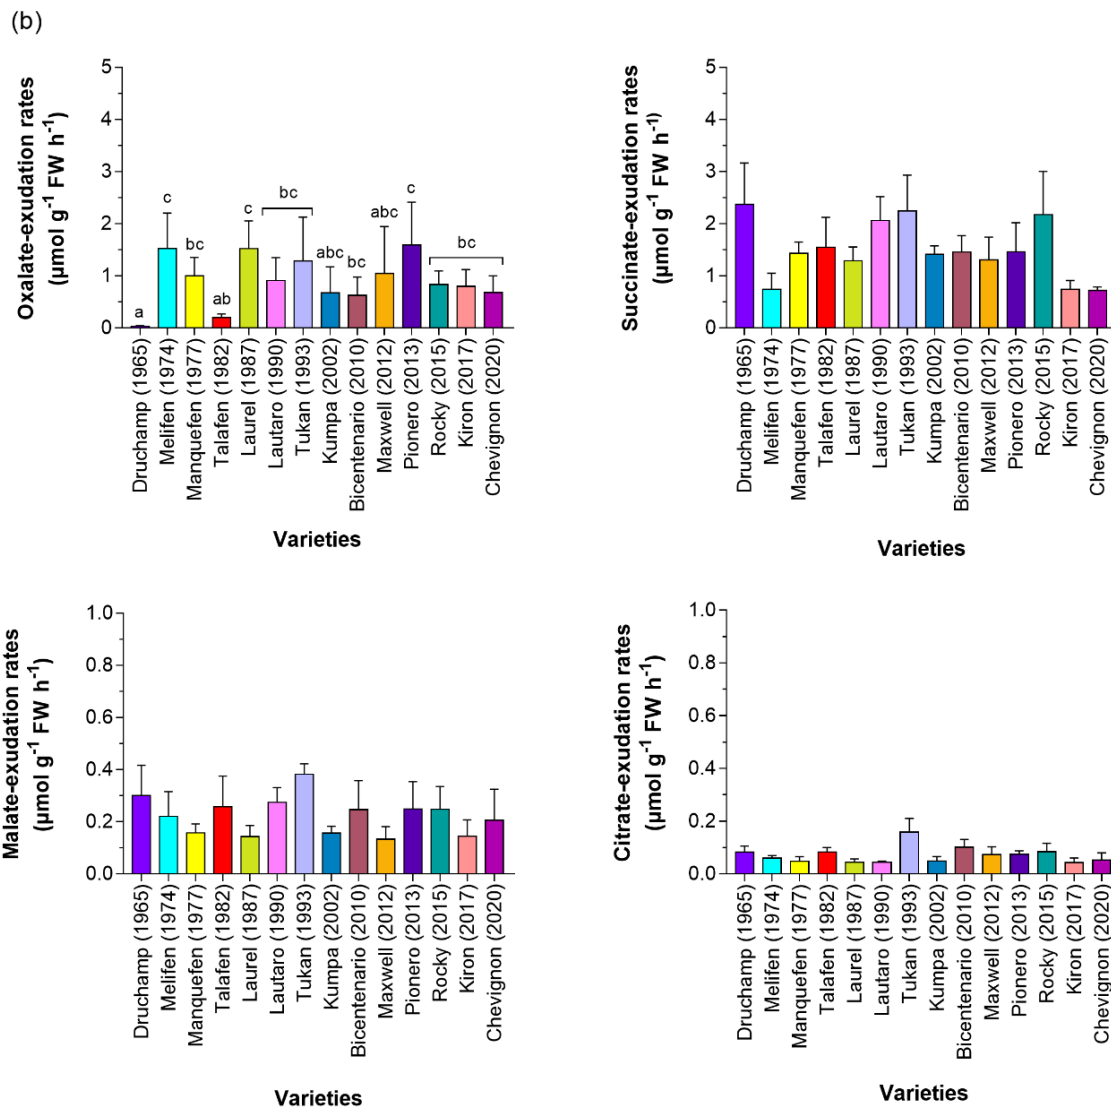 (b)
Oxalate-exudation rates
(µmol g⁻¹ FW h⁻¹)
5
4
3
2
1
0
a
c
bc
ab
c
bc
abc
bc
abc
c
bc
Druchamp (1965)
Melifen (1974)
Manquefen (1977)
Talafen (1982)
Laurel (1987)
Lautaro (1990)
Tukan (1993)
Kumpa (2002)
Bicentenario (2010)
Maxwell (2012)
Pionero (2013)
Rocky (2015)
Kiron (2017)
Chevignon (2020)
Varieties
Succinate-exudation rates
(µmol g⁻¹ FW h⁻¹⁾
5
4
3
2
1
0
Druchamp (1965)
Melifen (1974)
Manquefen (1977)
Talafen (1982)
Laurel (1987)
Lautaro (1990)
Tukan (1993)
Kumpa (2002)
Bicentenario (2010)
Maxwell (2012)
Pionero (2013)
Rocky (2015)
Kiron (2017)
Chevignon (2020)
Varieties
Malate-exudation rates
(µmol g⁻¹ FW h⁻¹)
1.0
0.8
0.6
0.4
0.2
0.0
Druchamp (1965)
Melifen (1974)
Manquefen (1977)
Talafen (1982)
Laurel (1987)
Lautaro (1990)
Tukan (1993)
Kumpa (2002)
Bicentenario (2010)
Maxwell (2012)
Pionero (2013)
Rocky (2015)
Kiron (2017)
Chevignon (2020)
Varieties
Citrate-exudation rates
(µmol g⁻¹ FW h⁻¹)
1.0
0.8
0.6
0.4
0.2
0.0
Druchamp (1965)
Melifen (1974)
Manquefen (1977)
Talafen (1982)
Laurel (1987)
Lautaro (1990)
Tukan (1993)
Kumpa (2002)
Bicentenario (2010)
Maxwell (2012)
Pionero (2013)
Rocky (2015)
Kiron (2017)
Chevignon (2020)
Varieties